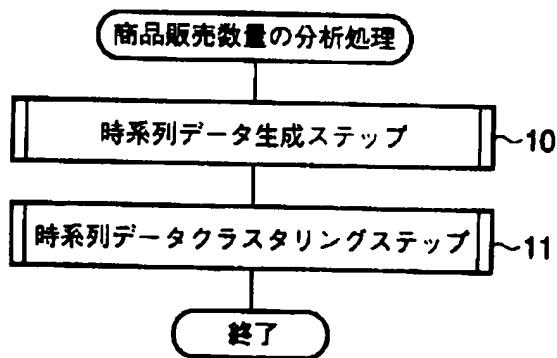 商品販売数量の分析処理
時系列データ生成ステップ ~10
時系列データクラスタリングステップ ~11
終了